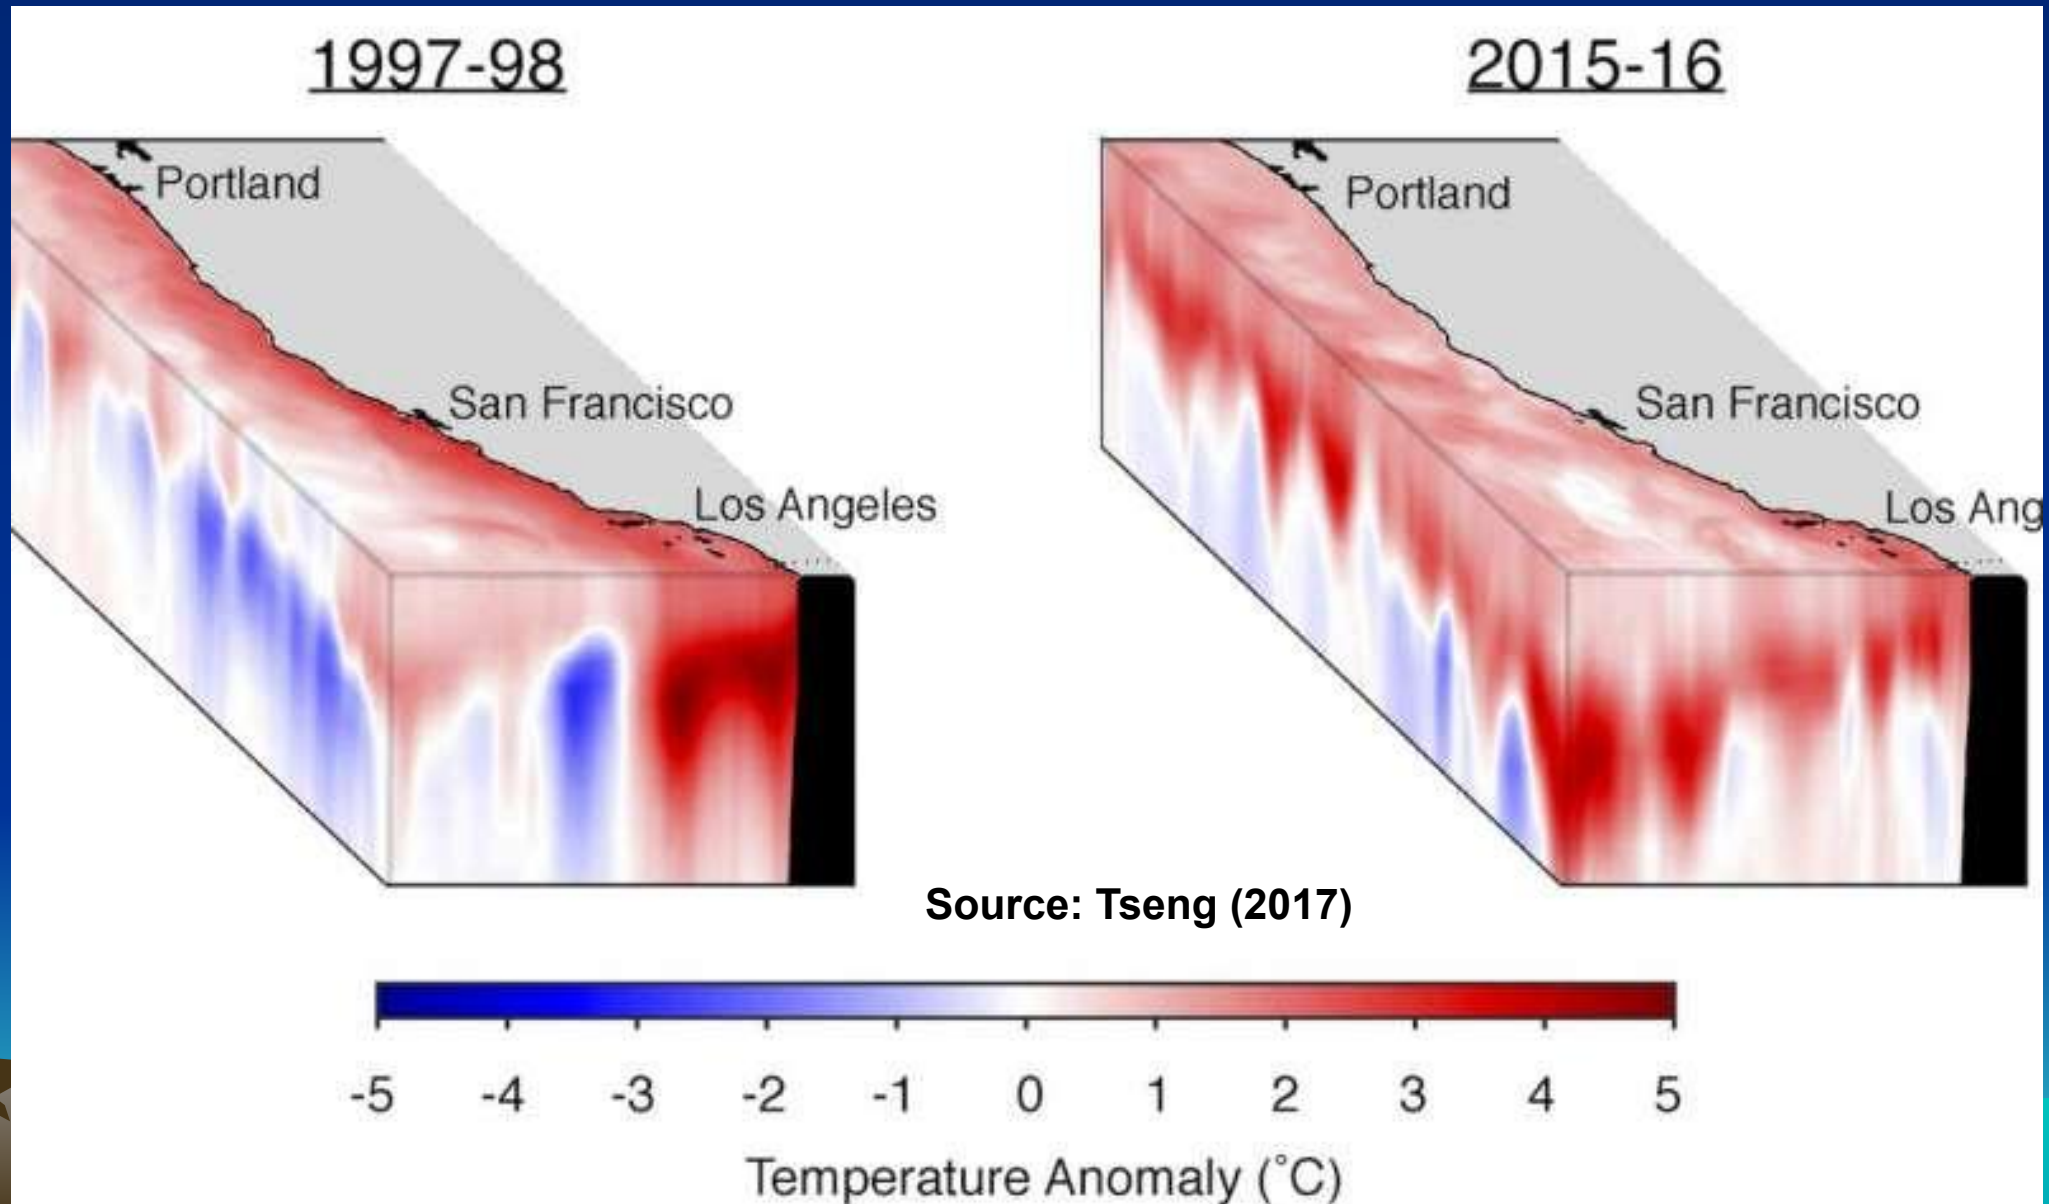 1997-98
2015-16
Portland
Portland
San Francisco
San Francisco
Los Angeles
Los Ang
Source: Tseng (2017)
-5 -4 -3 -2 -1 0 1 2 3 4 5
Temperature Anomaly (˚C)